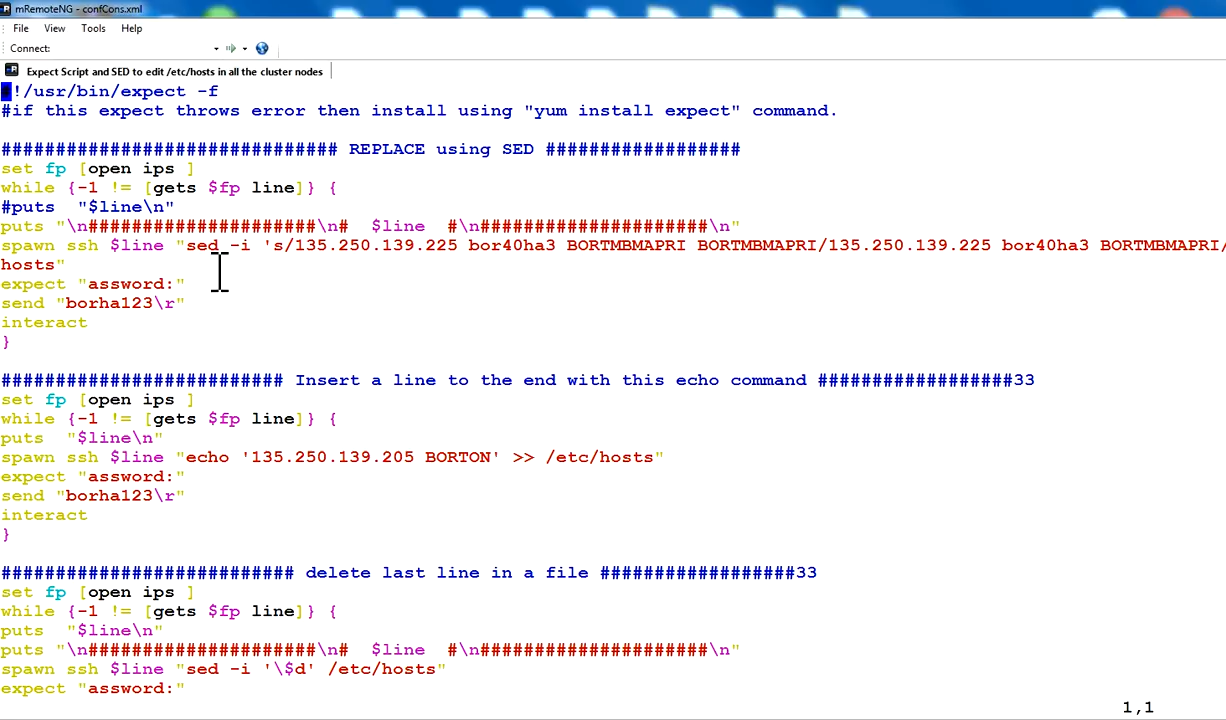 mRemoteNG - confCons.xml
File View Tools Help
Connect:
Expect Script and SED to edit /etc/hosts in all the cluster nodes
#!/usr/bin/expect -f
#if this expect throws error then install using "yum install expect" command.
############################### REPLACE using SED ##################
set fp [open ips ]
while {-1 != [gets $fp line]} {
#puts  "$line\n"
puts "\n#####################\n#  $line  #\n#####################\n"
spawn ssh $line "sed -i 's/135.250.139.225 bor40ha3 BORTMBMAPRI BORTMBMAPRI/135.250.139.225 bor40ha3 BORTMBMAPRI/
hosts"
expect "assword:"
send "borha123\r"
interact
}
########################## Insert a line to the end with this echo command ##################33
set fp [open ips ]
while {-1 != [gets $fp line]} {
puts  "$line\n"
spawn ssh $line "echo '135.250.139.205 BORTON' >> /etc/hosts"
expect "assword:"
send "borha123\r"
interact
}
########################### delete last line in a file ##################33
set fp [open ips ]
while {-1 != [gets $fp line]} {
puts  "$line\n"
puts "\n#####################\n#  $line  #\n#####################\n"
spawn ssh $line "sed -i '\$d' /etc/hosts"
expect "assword:"
1,1